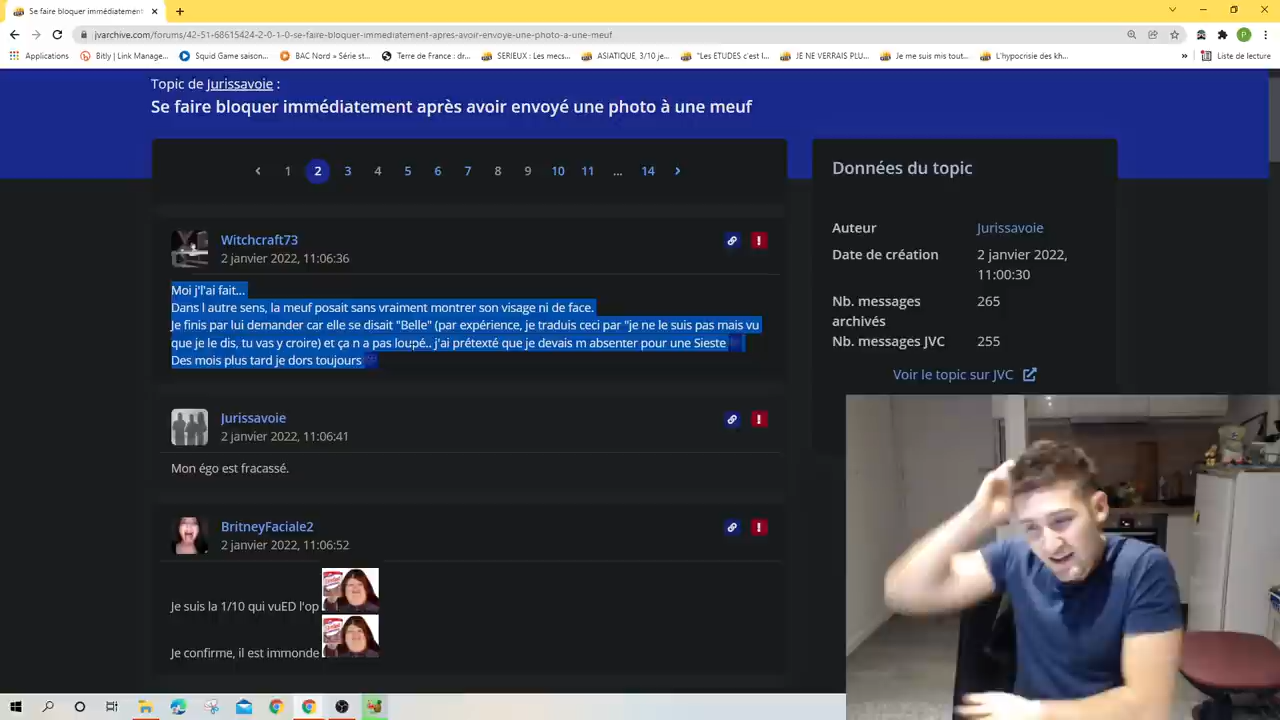 Se faire bloquer immédiatement
jvarchive.com/forums/42-51-68615424-2-0-1-0-se-faire-bloquer-immediatement-apres-avoir-envoye-une-photo-a-une-meuf
P
Applications
Bitly | Link Manage...
Squid Game saison...
BAC Nord » Série st...
Terre de France : dr...
SERIEUX : Les mecs...
ASIATIQUE, 3/10 je...
"Les ETUDES c'est l...
JE NE VERRAIS PLU...
Je me suis mis tout...
L'hypocrisie des kh...
»
Liste de lecture
Topic de Jurissavoie :
Se faire bloquer immédiatement après avoir envoyé une photo à une meuf
1 2 3 4 5 6 7 8 9 10 11 ... 14
Données du topic
Auteur Jurissavoie
Date de création 2 janvier 2022,
11:00:30
Nb. messages 265
archivés
Nb. messages JVC 255
Voir le topic sur JVC
Witchcraft73
2 janvier 2022, 11:06:36
Moi j'l'ai fait...
Dans l autre sens, la meuf posait sans vraiment montrer son visage ni de face.
Je finis par lui demander car elle se disait "Belle" (par expérience, je traduis ceci par "je ne le suis pas mais vu
que je le dis, tu vas y croire) et ça n a pas loupé.. j'ai prétexté que je devais m absenter pour une Sieste
Des mois plus tard je dors toujours
Jurissavoie
2 janvier 2022, 11:06:41
Mon égo est fracassé.
BritneyFaciale2
2 janvier 2022, 11:06:52
Je suis la 1/10 qui vuED l'op
Je confirme, il est immonde